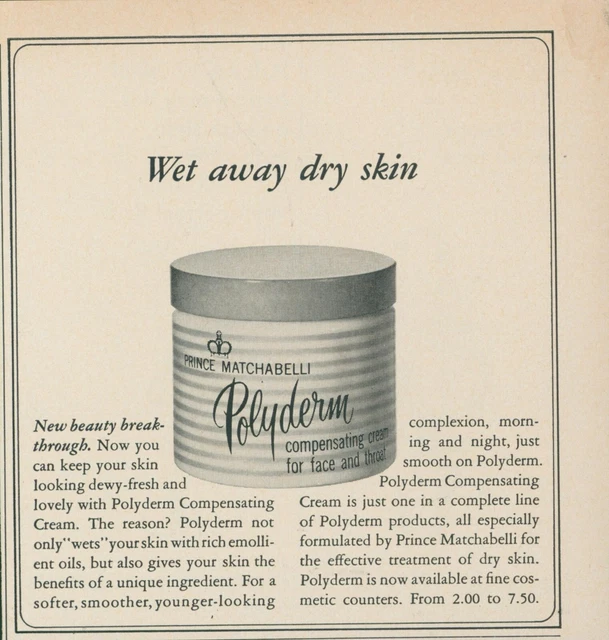 Wet away dry skin
PRINCE MATCHABELLI
Polyderm
compensating cream
for face and throat
New beauty break-
through. Now you
can keep your skin
looking dewy-fresh and
lovely with Polyderm Compensating
Cream. The reason? Polyderm not
only "wets" your skin with rich emolli-
ent oils, but also gives your skin the
benefits of a unique ingredient. For a
softer, smoother, younger-looking
complexion, morn-
ing and night, just
smooth on Polyderm.
Polyderm Compensating
Cream is just one in a complete line
of Polyderm products, all especially
formulated by Prince Matchabelli for
the effective treatment of dry skin.
Polyderm is now available at fine cos-
metic counters. From 2.00 to 7.50.